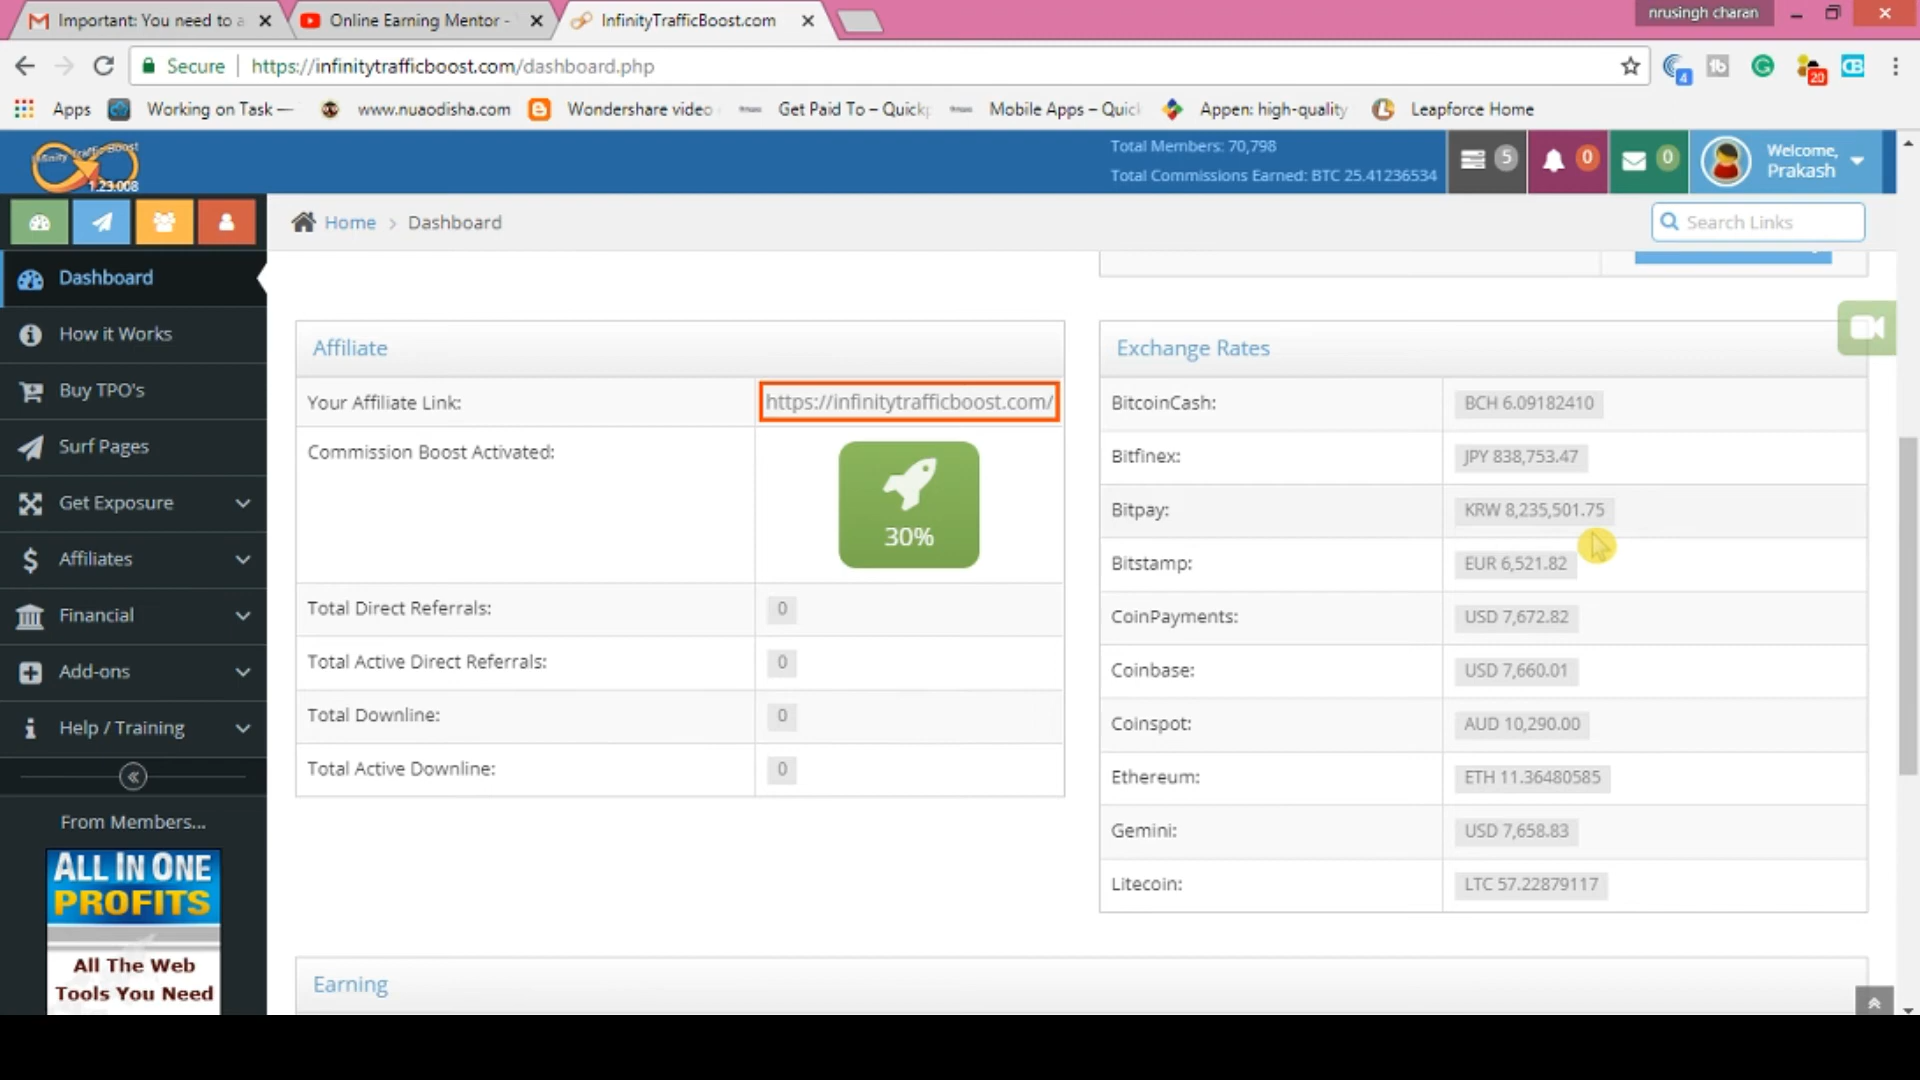 Important: You need to a
Online Earning Mentor -
InfinityTrafficBoost.com
nrusingh charan
Secure
https://infinitytrafficboost.com/dashboard.php
4
20
Apps
Working on Task —
www.nuaodisha.com
Wondershare video
Get Paid To – Quick
Mobile Apps – Quic
Appen: high-quality
Leapforce Home
Infinity Traffic Boost
1.23.008
Total Members: 70,798
Total Commissions Earned: BTC 25.41236534
5
0
0
Welcome,
Prakash
Home > Dashboard
Search Links
Dashboard
How it Works
Buy TPO's
Surf Pages
Get Exposure
Affiliates
Financial
Add-ons
Help / Training
From Members...
ALL IN ONE
PROFITS
All The Web
Tools You Need
Affiliate
Your Affiliate Link: https://infinitytrafficboost.com/
Commission Boost Activated:
30%
Total Direct Referrals: 0
Total Active Direct Referrals: 0
Total Downline: 0
Total Active Downline: 0
Exchange Rates
BitcoinCash: BCH 6.09182410
Bitfinex: JPY 838,753.47
Bitpay: KRW 8,235,501.75
Bitstamp: EUR 6,521.82
CoinPayments: USD 7,672.82
Coinbase: USD 7,660.01
Coinspot: AUD 10,290.00
Ethereum: ETH 11.36480585
Gemini: USD 7,658.83
Litecoin: LTC 57.22879117
Earning